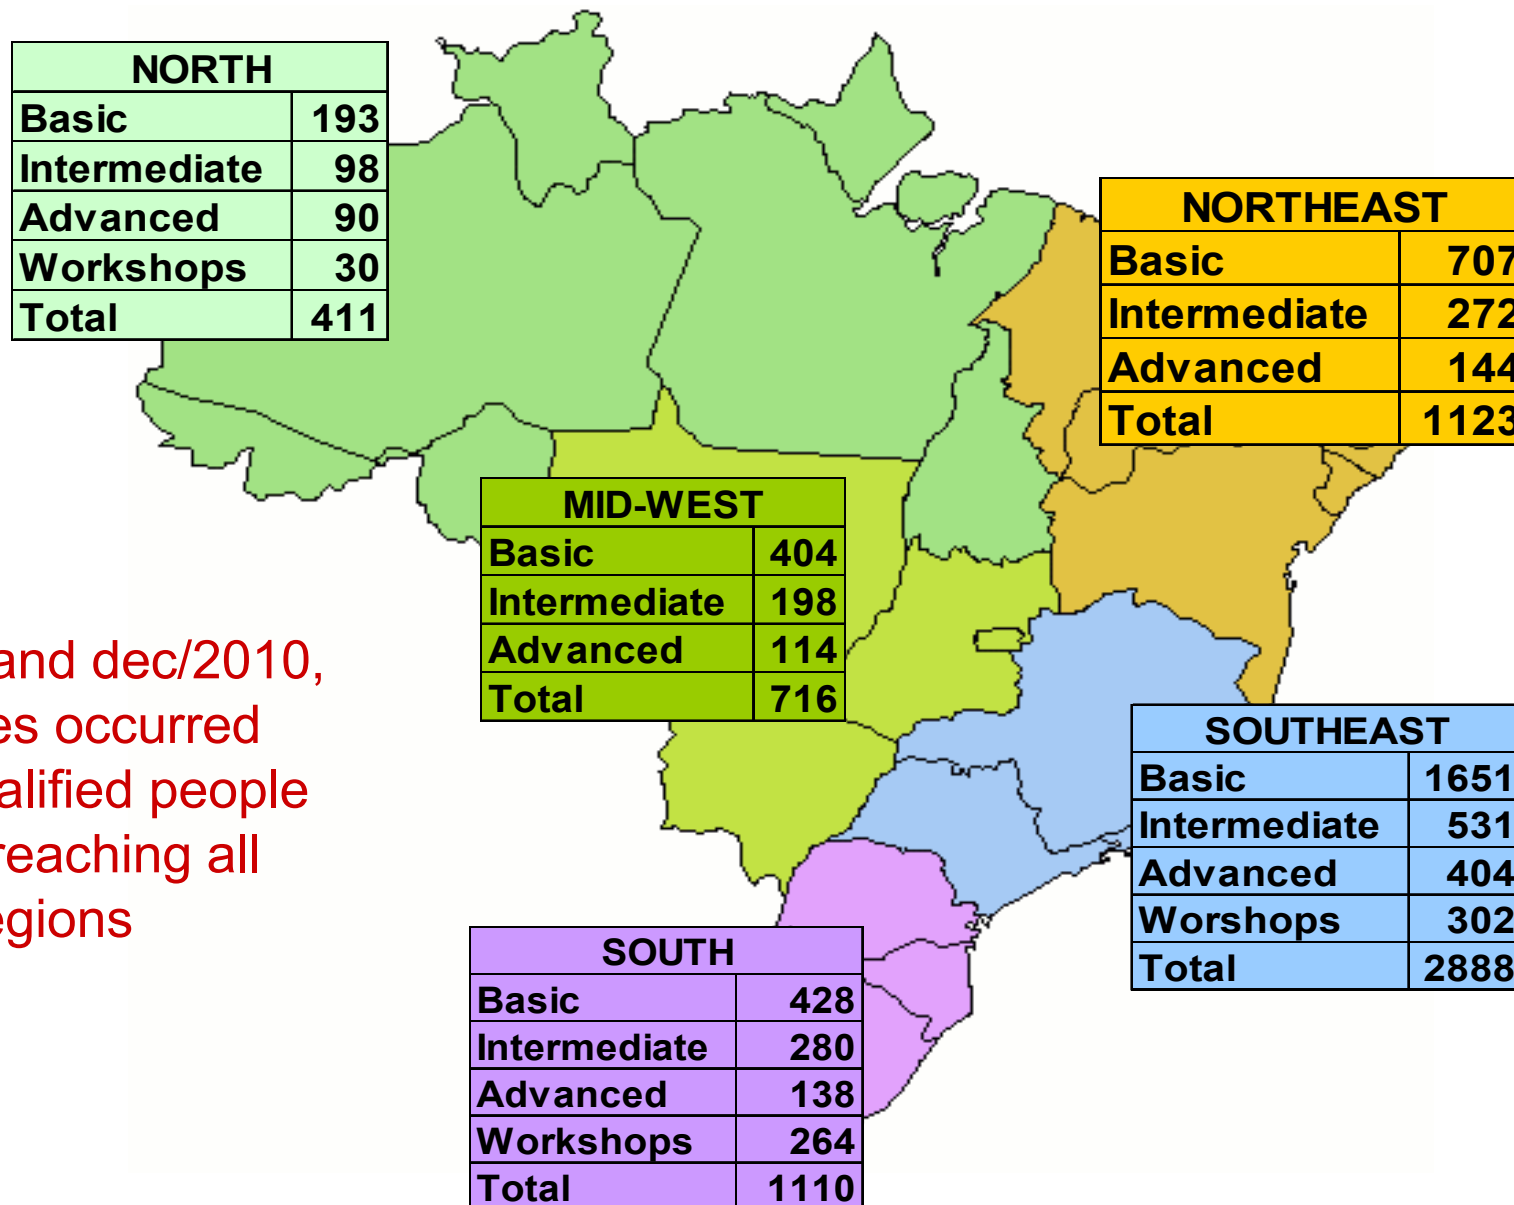 NORTH
Basic 193
Intermediate 98
Advanced 90
Workshops 30
Total 411
NORTHEAST
Basic 707
Intermediate 272
Advanced 144
Total 1123
MID-WEST
Basic 404
Intermediate 198
Advanced 114
Total 716
and dec/2010,
es occurred
alified people
reaching all
egions
SOUTHEAST
Basic 1651
Intermediate 531
Advanced 404
Worshops 302
Total 2888
SOUTH
Basic 428
Intermediate 280
Advanced 138
Workshops 264
Total 1110